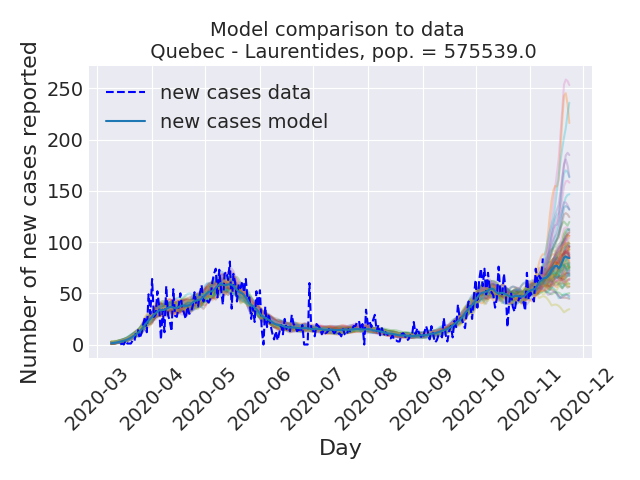 Model comparison to data
Quebec - Laurentides, pop. = 575539.0
Number of new cases reported
250
200
150
100
50
0
new cases data
new cases model
2020-03
2020-04
2020-05
2020-06
2020-07
2020-08
2020-09
2020-10
2020-11
2020-12
Day